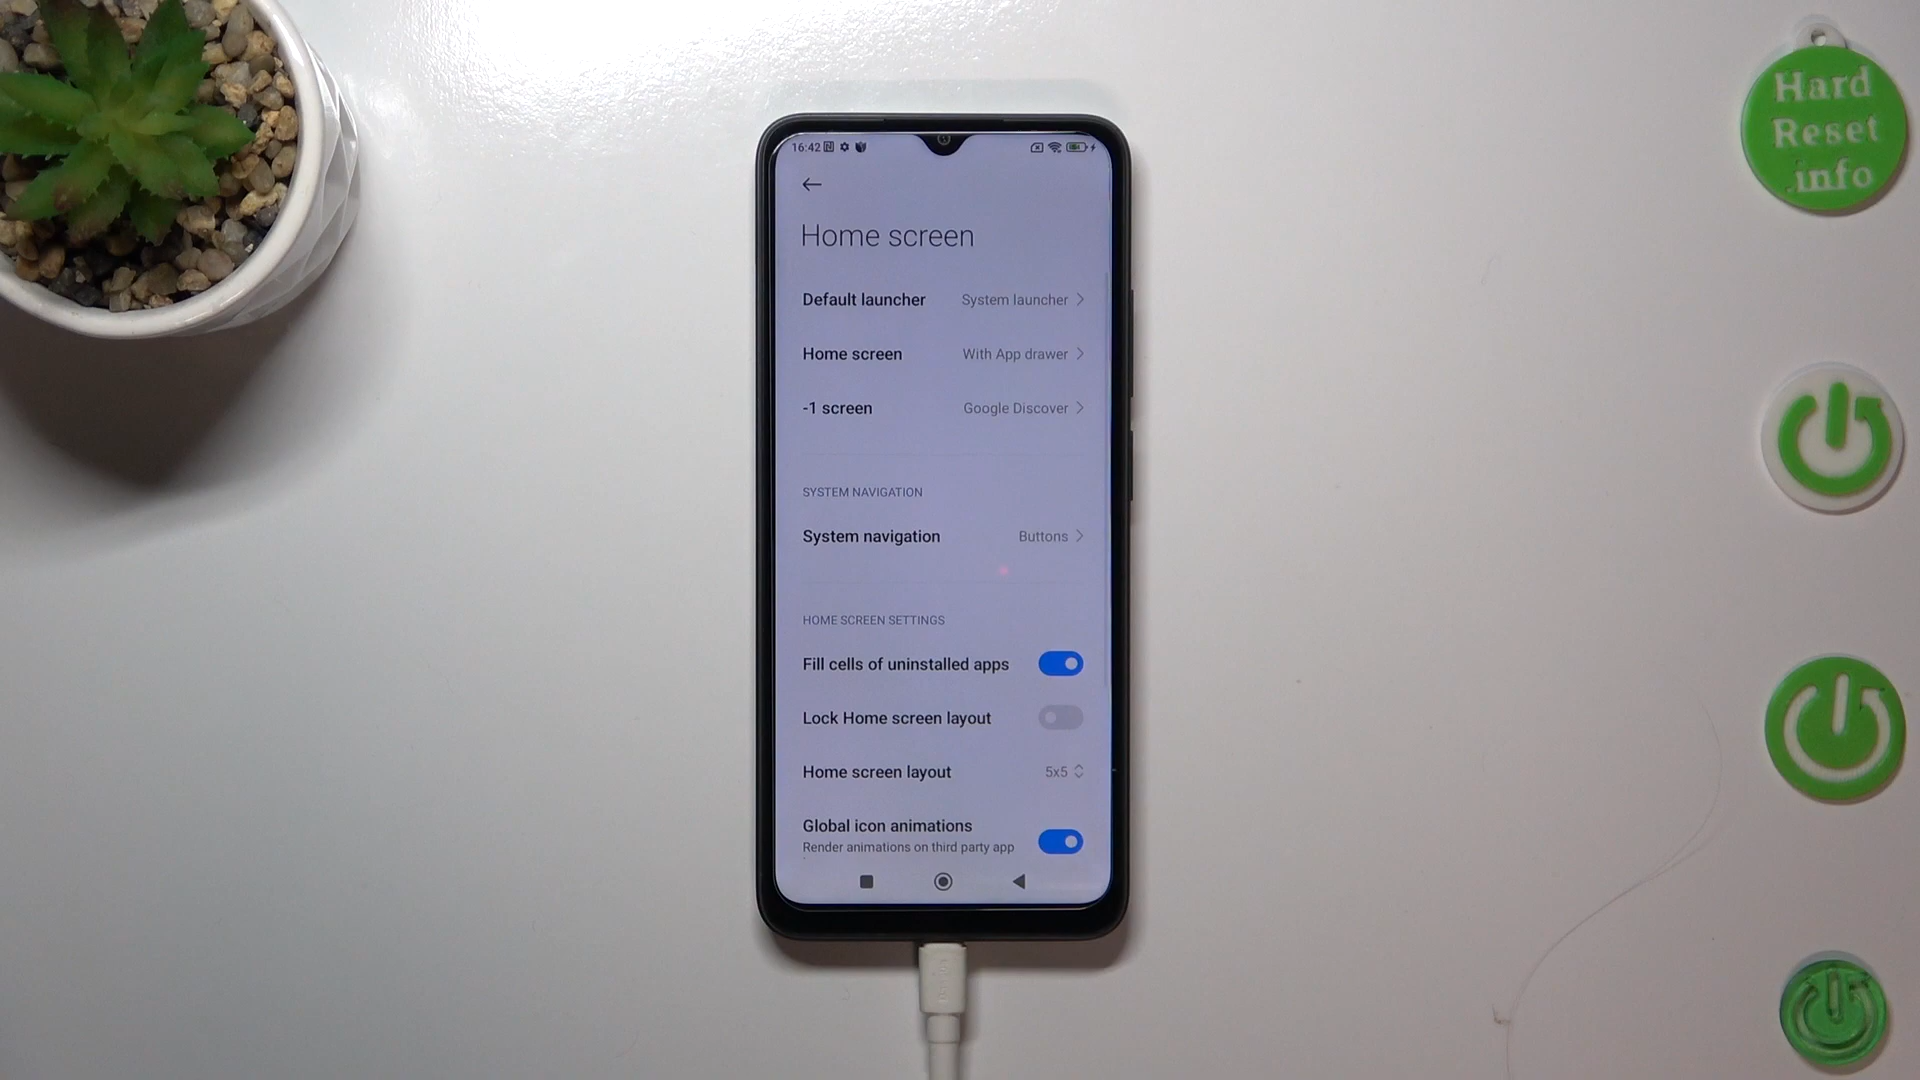 Hard
Reset
.info
16:42
Home screen
Default launcher System launcher
Home screen With App drawer
-1 screen Google Discover
SYSTEM NAVIGATION
System navigation Buttons
HOME SCREEN SETTINGS
Fill cells of uninstalled apps
Lock Home screen layout
Home screen layout 5x5
Global icon animations
Render animations on third party app